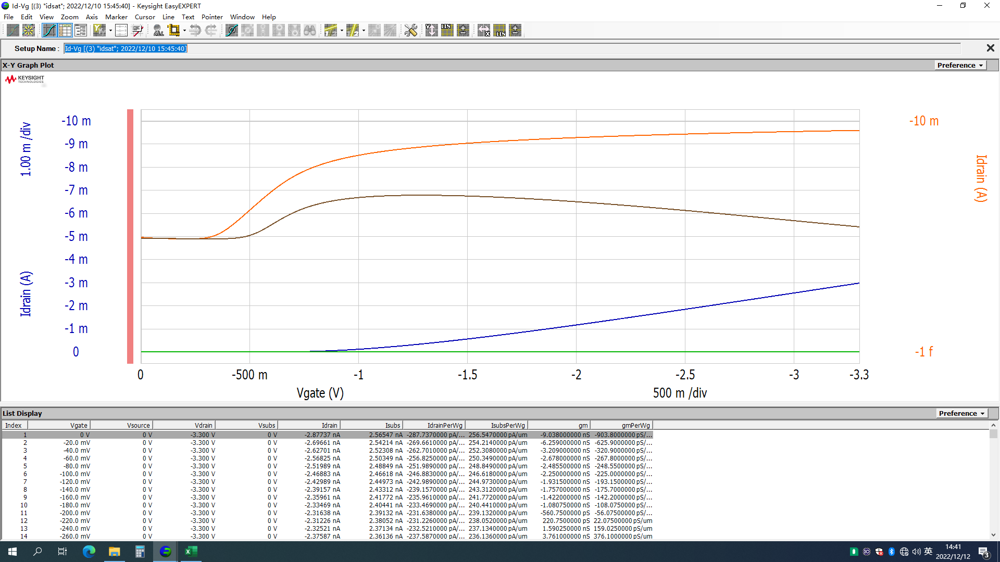 Id-Vg [(3) "idsat"; 2022/12/10 15:45:40] - Keysight EasyEXPERT
File Edit View Zoom Axis Marker Cursor Line Text Pointer Window Help
Setup Name : Id-Vg [(3) "idsat"; 2022/12/10 15:45:40]
X-Y Graph Plot Preference
KEYSIGHT
TECHNOLOGIES
1.00 m /div
Idrain (A)
-10 m
-9 m
-8 m
-7 m
-6 m
-5 m
-4 m
-3 m
-2 m
-1 m
0
-10 m
Idrain (A)
-1 f
0 -500 m -1 -1.5 -2 -2.5 -3 -3.3
Vgate (V) 500 m /div
List Display Preference
Index Vgate Vsource Vdrain Vsubs Idrain Isubs IdrainPerWg IsubsPerWg gm gmPerWg
1 0 V 0 V -3.300 V 0 V -2.87737 nA 2.56547 nA -287.7370000 pA/... 256.5470000 pA/um -9.038000000 nS -903.8000000 pS/...
2 -20.0 mV 0 V -3.300 V 0 V -2.69661 nA 2.54214 nA -269.6610000 pA/... 254.2140000 pA/um -6.259000000 nS -625.9000000 pS/...
3 -40.0 mV 0 V -3.300 V 0 V -2.62701 nA 2.52308 nA -262.7010000 pA/... 252.3080000 pA/um -3.209000000 nS -320.9000000 pS/...
4 -60.0 mV 0 V -3.300 V 0 V -2.56825 nA 2.50349 nA -256.8250000 pA/... 250.3490000 pA/um -2.678000000 nS -267.8000000 pS/...
5 -80.0 mV 0 V -3.300 V 0 V -2.51989 nA 2.48849 nA -251.9890000 pA/... 248.8490000 pA/um -2.485500000 nS -248.5500000 pS/...
6 -100.0 mV 0 V -3.300 V 0 V -2.46883 nA 2.46618 nA -246.8830000 pA/... 246.6180000 pA/um -2.250000000 nS -225.0000000 pS/...
7 -120.0 mV 0 V -3.300 V 0 V -2.42989 nA 2.44973 nA -242.9890000 pA/... 244.9730000 pA/um -1.931500000 nS -193.1500000 pS/...
8 -140.0 mV 0 V -3.300 V 0 V -2.39157 nA 2.43312 nA -239.1570000 pA/... 243.3120000 pA/um -1.757000000 nS -175.7000000 pS/...
9 -160.0 mV 0 V -3.300 V 0 V -2.35961 nA 2.41772 nA -235.9610000 pA/... 241.7720000 pA/um -1.422000000 nS -142.2000000 pS/...
10 -180.0 mV 0 V -3.300 V 0 V -2.33469 nA 2.40441 nA -233.4690000 pA/... 240.4410000 pA/um -1.080750000 nS -108.0750000 pS/...
11 -200.0 mV 0 V -3.300 V 0 V -2.31638 nA 2.39132 nA -231.6380000 pA/... 239.1320000 pA/um -560.7500000 pS -56.07500000 pS/...
12 -220.0 mV 0 V -3.300 V 0 V -2.31226 nA 2.38052 nA -231.2260000 pA/... 238.0520000 pA/um 220.7500000 pS 22.07500000 pS/um
13 -240.0 mV 0 V -3.300 V 0 V -2.32521 nA 2.37134 nA -232.5210000 pA/... 237.1340000 pA/um 1.590250000 nS 159.0250000 pS/um
14 -260.0 mV 0 V -3.300 V 0 V -2.37587 nA 2.36136 nA -237.5870000 pA/... 236.1360000 pA/um 3.761000000 nS 376.1000000 pS/um
英 14:41
2022/12/12 3